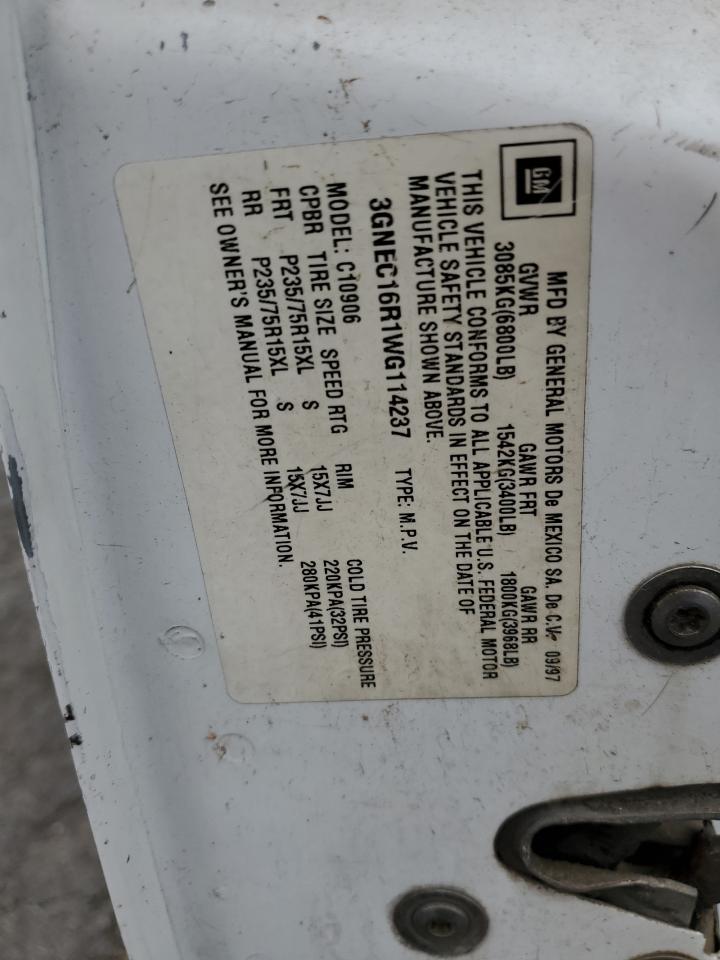 GM
MFD BY GENERAL MOTORS De MEXICO SA. De C.V. 09/97
GVWR GAWR FRT GAWR RR
3085KG(6800LB) 1542KG(3400LB) 1800KG(3968LB)
THIS VEHICLE CONFORMS TO ALL APPLICABLE U.S. FEDERAL MOTOR
VEHICLE SAFETY STANDARDS IN EFFECT ON THE DATE OF
MANUFACTURE SHOWN ABOVE.
3GNEC16R1WG114237 TYPE: M.P.V.
MODEL: C10906
CPBR TIRE SIZE SPEED RTG RIM COLD TIRE PRESSURE
FRT P235/75R15XL S 15X7JJ 220KPA(32PSI)
RR P235/75R15XL S 15X7JJ 280KPA(41PSI)
SEE OWNER'S MANUAL FOR MORE INFORMATION.